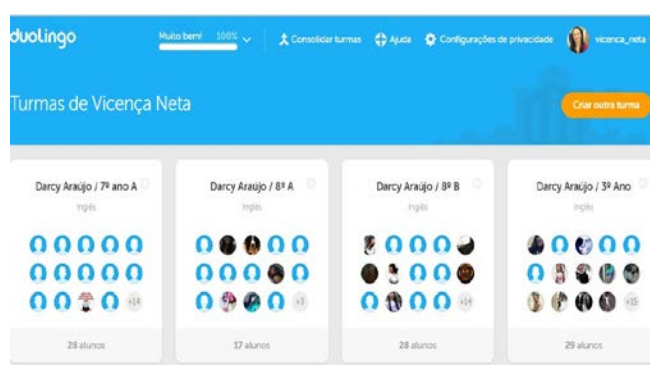 duolingo
Muito bem! 100%
Consolidar turmas
Ajuda
Configurações de privacidade
vicenca_neta
Turmas de Vicença Neta
Criar outra turma
Darcy Araújo / 7º ano A
Inglês
+14
28 alunos
Darcy Araújo / 8º A
Inglês
+3
17 alunos
Darcy Araújo / 8º B
Inglês
+14
28 alunos
Darcy Araújo / 3º Ano
Inglês
+15
29 alunos